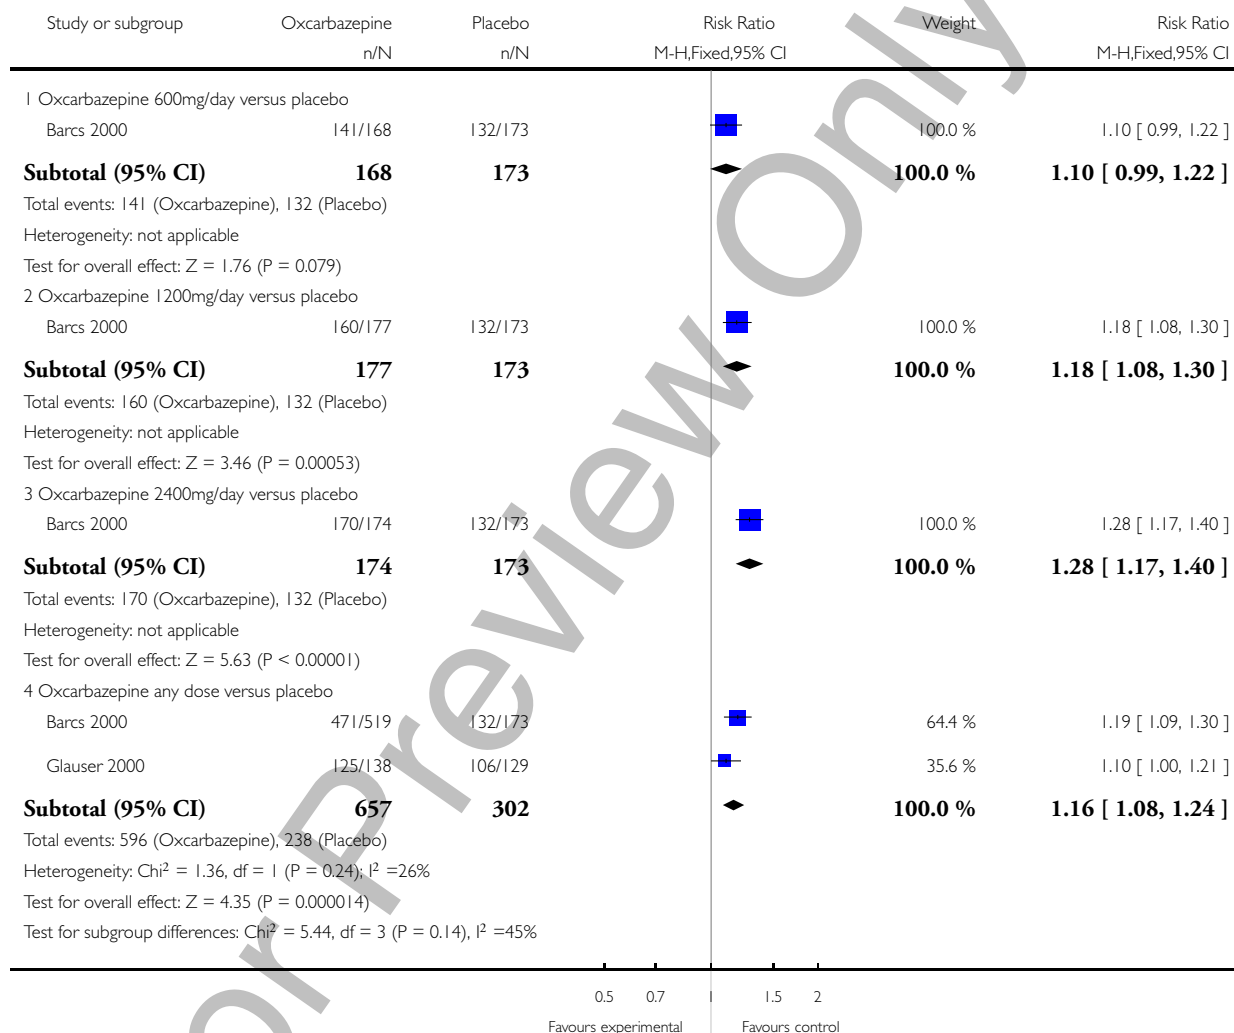 Study or subgroup Oxcarbazepine Placebo Risk Ratio Weight Risk Ratio
n/N n/N M-H,Fixed,95% CI M-H,Fixed,95% CI
1 Oxcarbazepine 600mg/day versus placebo
Barcs 2000 141/168 132/173 100.0 % 1.10 [ 0.99, 1.22 ]
Subtotal (95% CI) 168 173 100.0 % 1.10 [ 0.99, 1.22 ]
Total events: 141 (Oxcarbazepine), 132 (Placebo)
Heterogeneity: not applicable
Test for overall effect: Z = 1.76 (P = 0.079)
2 Oxcarbazepine 1200mg/day versus placebo
Barcs 2000 160/177 132/173 100.0 % 1.18 [ 1.08, 1.30 ]
Subtotal (95% CI) 177 173 100.0 % 1.18 [ 1.08, 1.30 ]
Total events: 160 (Oxcarbazepine), 132 (Placebo)
Heterogeneity: not applicable
Test for overall effect: Z = 3.46 (P = 0.00053)
3 Oxcarbazepine 2400mg/day versus placebo
Barcs 2000 170/174 132/173 100.0 % 1.28 [ 1.17, 1.40 ]
Subtotal (95% CI) 174 173 100.0 % 1.28 [ 1.17, 1.40 ]
Total events: 170 (Oxcarbazepine), 132 (Placebo)
Heterogeneity: not applicable
Test for overall effect: Z = 5.63 (P < 0.00001)
4 Oxcarbazepine any dose versus placebo
Barcs 2000 471/519 132/173 64.4 % 1.19 [ 1.09, 1.30 ]
Glauser 2000 125/138 106/129 35.6 % 1.10 [ 1.00, 1.21 ]
Subtotal (95% CI) 657 302 100.0 % 1.16 [ 1.08, 1.24 ]
Total events: 596 (Oxcarbazepine), 238 (Placebo)
Heterogeneity: Chi² = 1.36, df = 1 (P = 0.24); I² =26%
Test for overall effect: Z = 4.35 (P = 0.000014)
Test for subgroup differences: Chi² = 5.44, df = 3 (P = 0.14), I² =45%
0.5 0.7 1 1.5 2
Favours experimental Favours control
or Preview Only